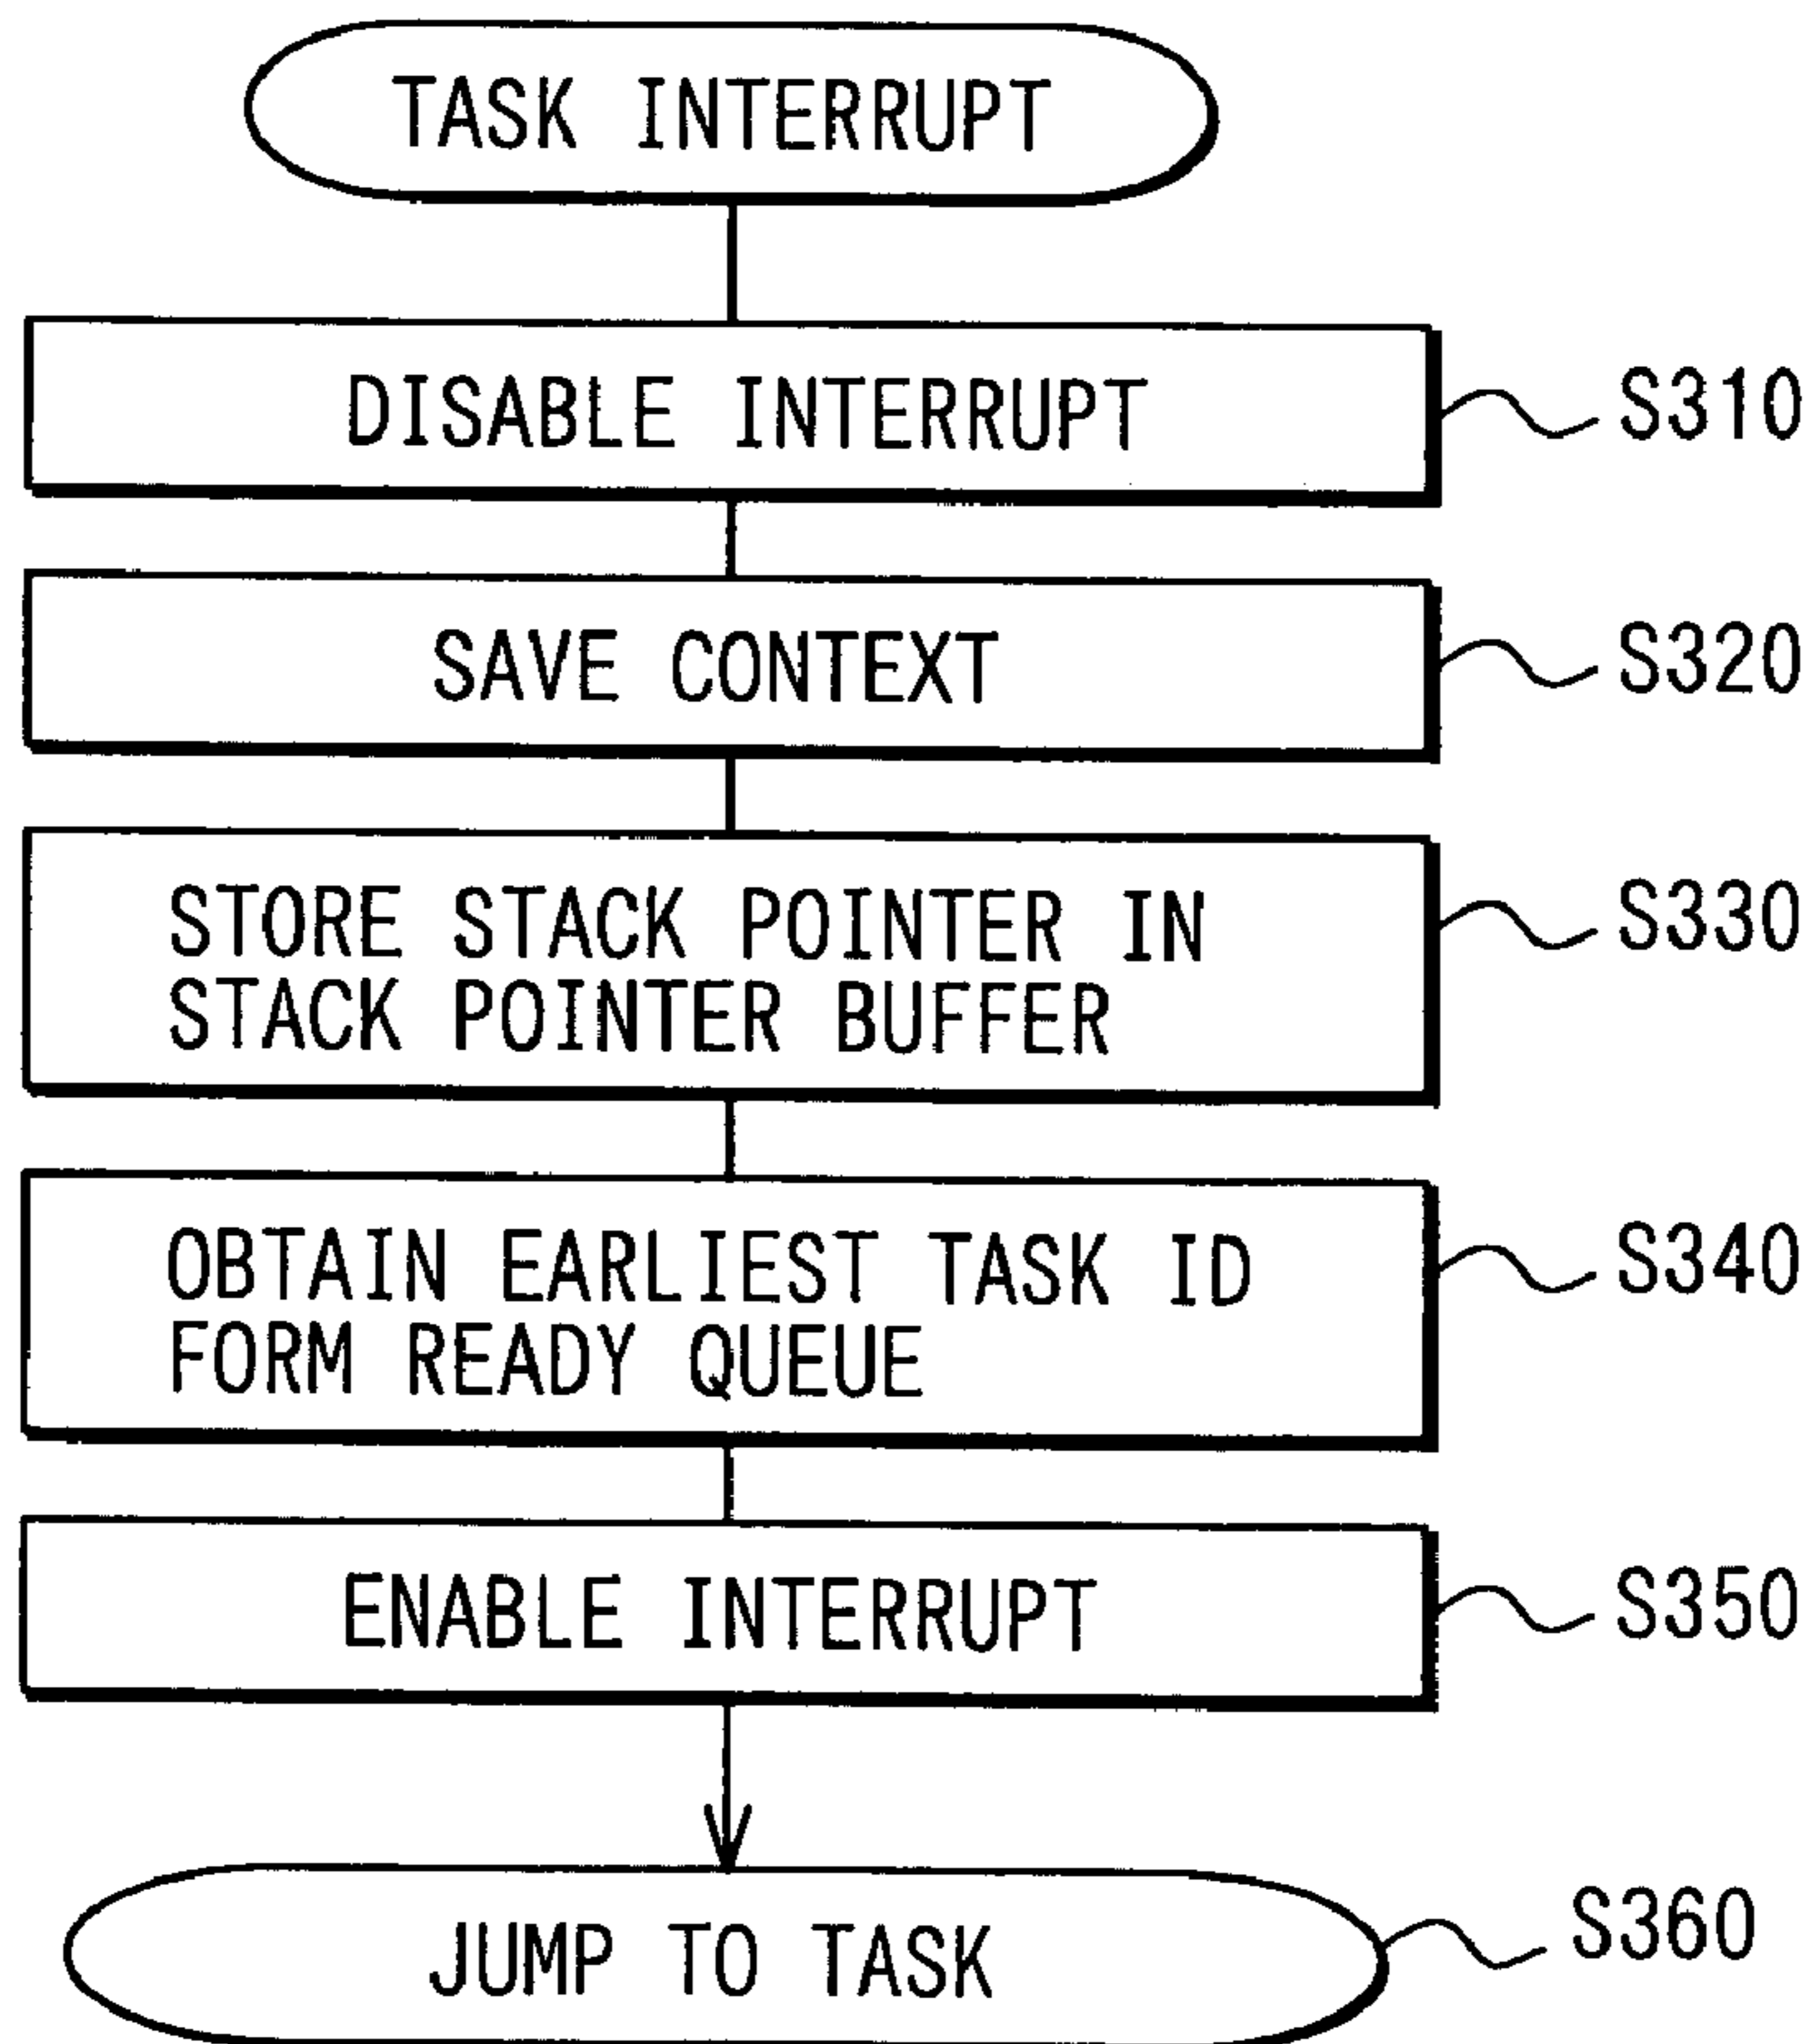 TASK INTERRUPT
DISABLE INTERRUPT
S310
SAVE CONTEXT
S320
STORE STACK POINTER IN
STACK POINTER BUFFER
S330
OBTAIN EARLIEST TASK ID
FORM READY QUEUE
S340
ENABLE INTERRUPT
S350
JUMP TO TASK
S360